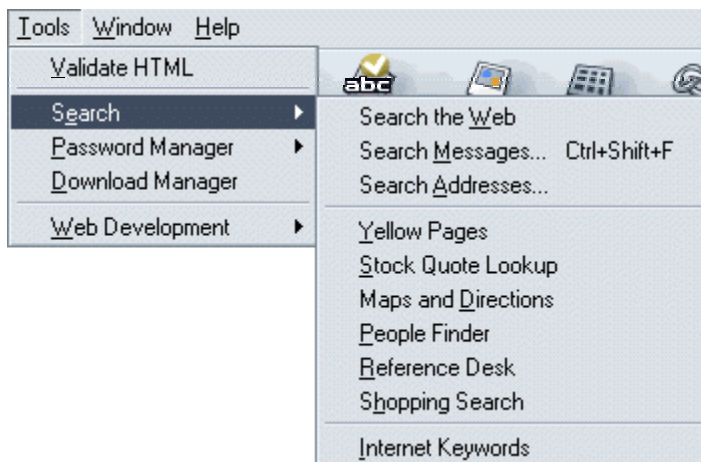 Tools Window Help
Validate HTML
abc
Search
Password Manager
Download Manager
Web Development
Search the Web
Search Messages... Ctrl+Shift+F
Search Addresses...
Yellow Pages
Stock Quote Lookup
Maps and Directions
People Finder
Reference Desk
Shopping Search
Internet Keywords